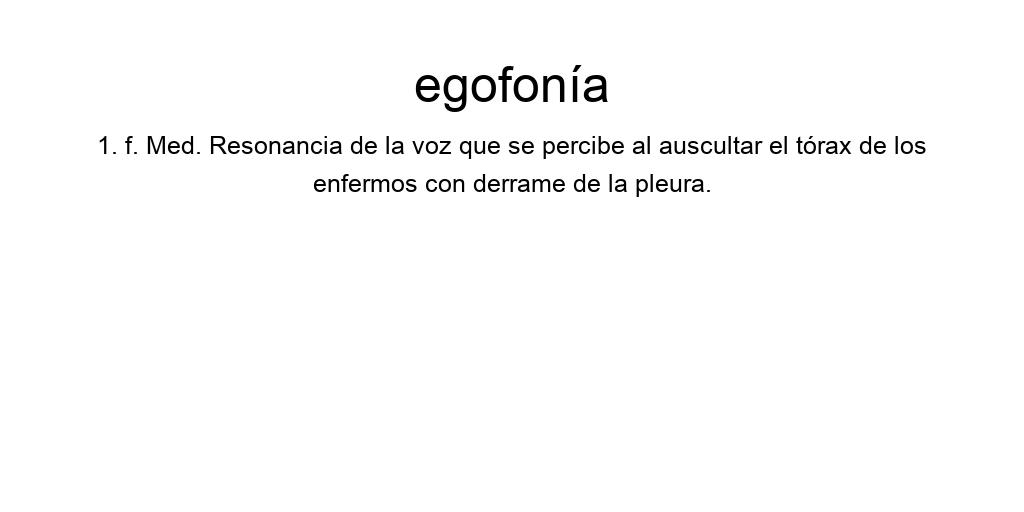 egofonía
1. f. Med. Resonancia de la voz que se percibe al auscultar el tórax de los
enfermos con derrame de la pleura.